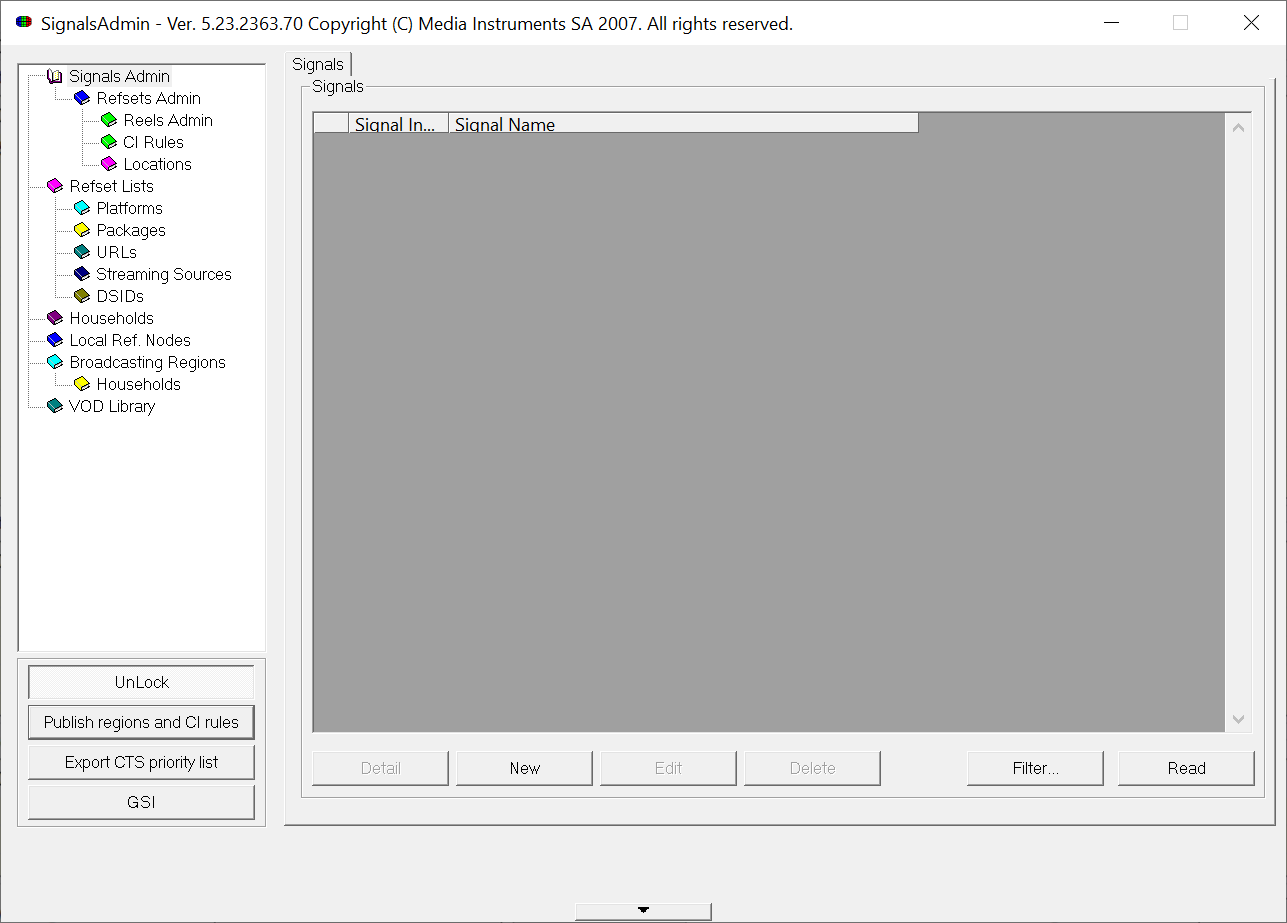 SignalsAdmin - Ver. 5.23.2363.70 Copyright (C) Media Instruments SA 2007. All rights reserved.
Signals Admin
Refsets Admin
Reels Admin
CI Rules
Locations
Refset Lists
Platforms
Packages
URLs
Streaming Sources
DSIDs
Households
Local Ref. Nodes
Broadcasting Regions
Households
VOD Library
UnLock
Publish regions and CI rules
Export CTS priority list
GSI
Signals
Signals
Signal In... Signal Name
Detail New Edit Delete Filter... Read